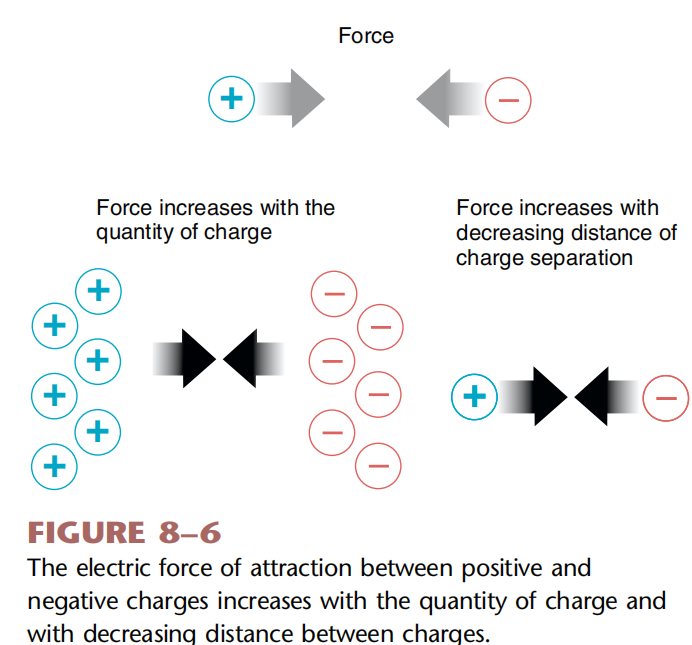 Force
Force increases with the
quantity of charge
Force increases with
decreasing distance of
charge separation
FIGURE 8–6
The electric force of attraction between positive and
negative charges increases with the quantity of charge and
with decreasing distance between charges.